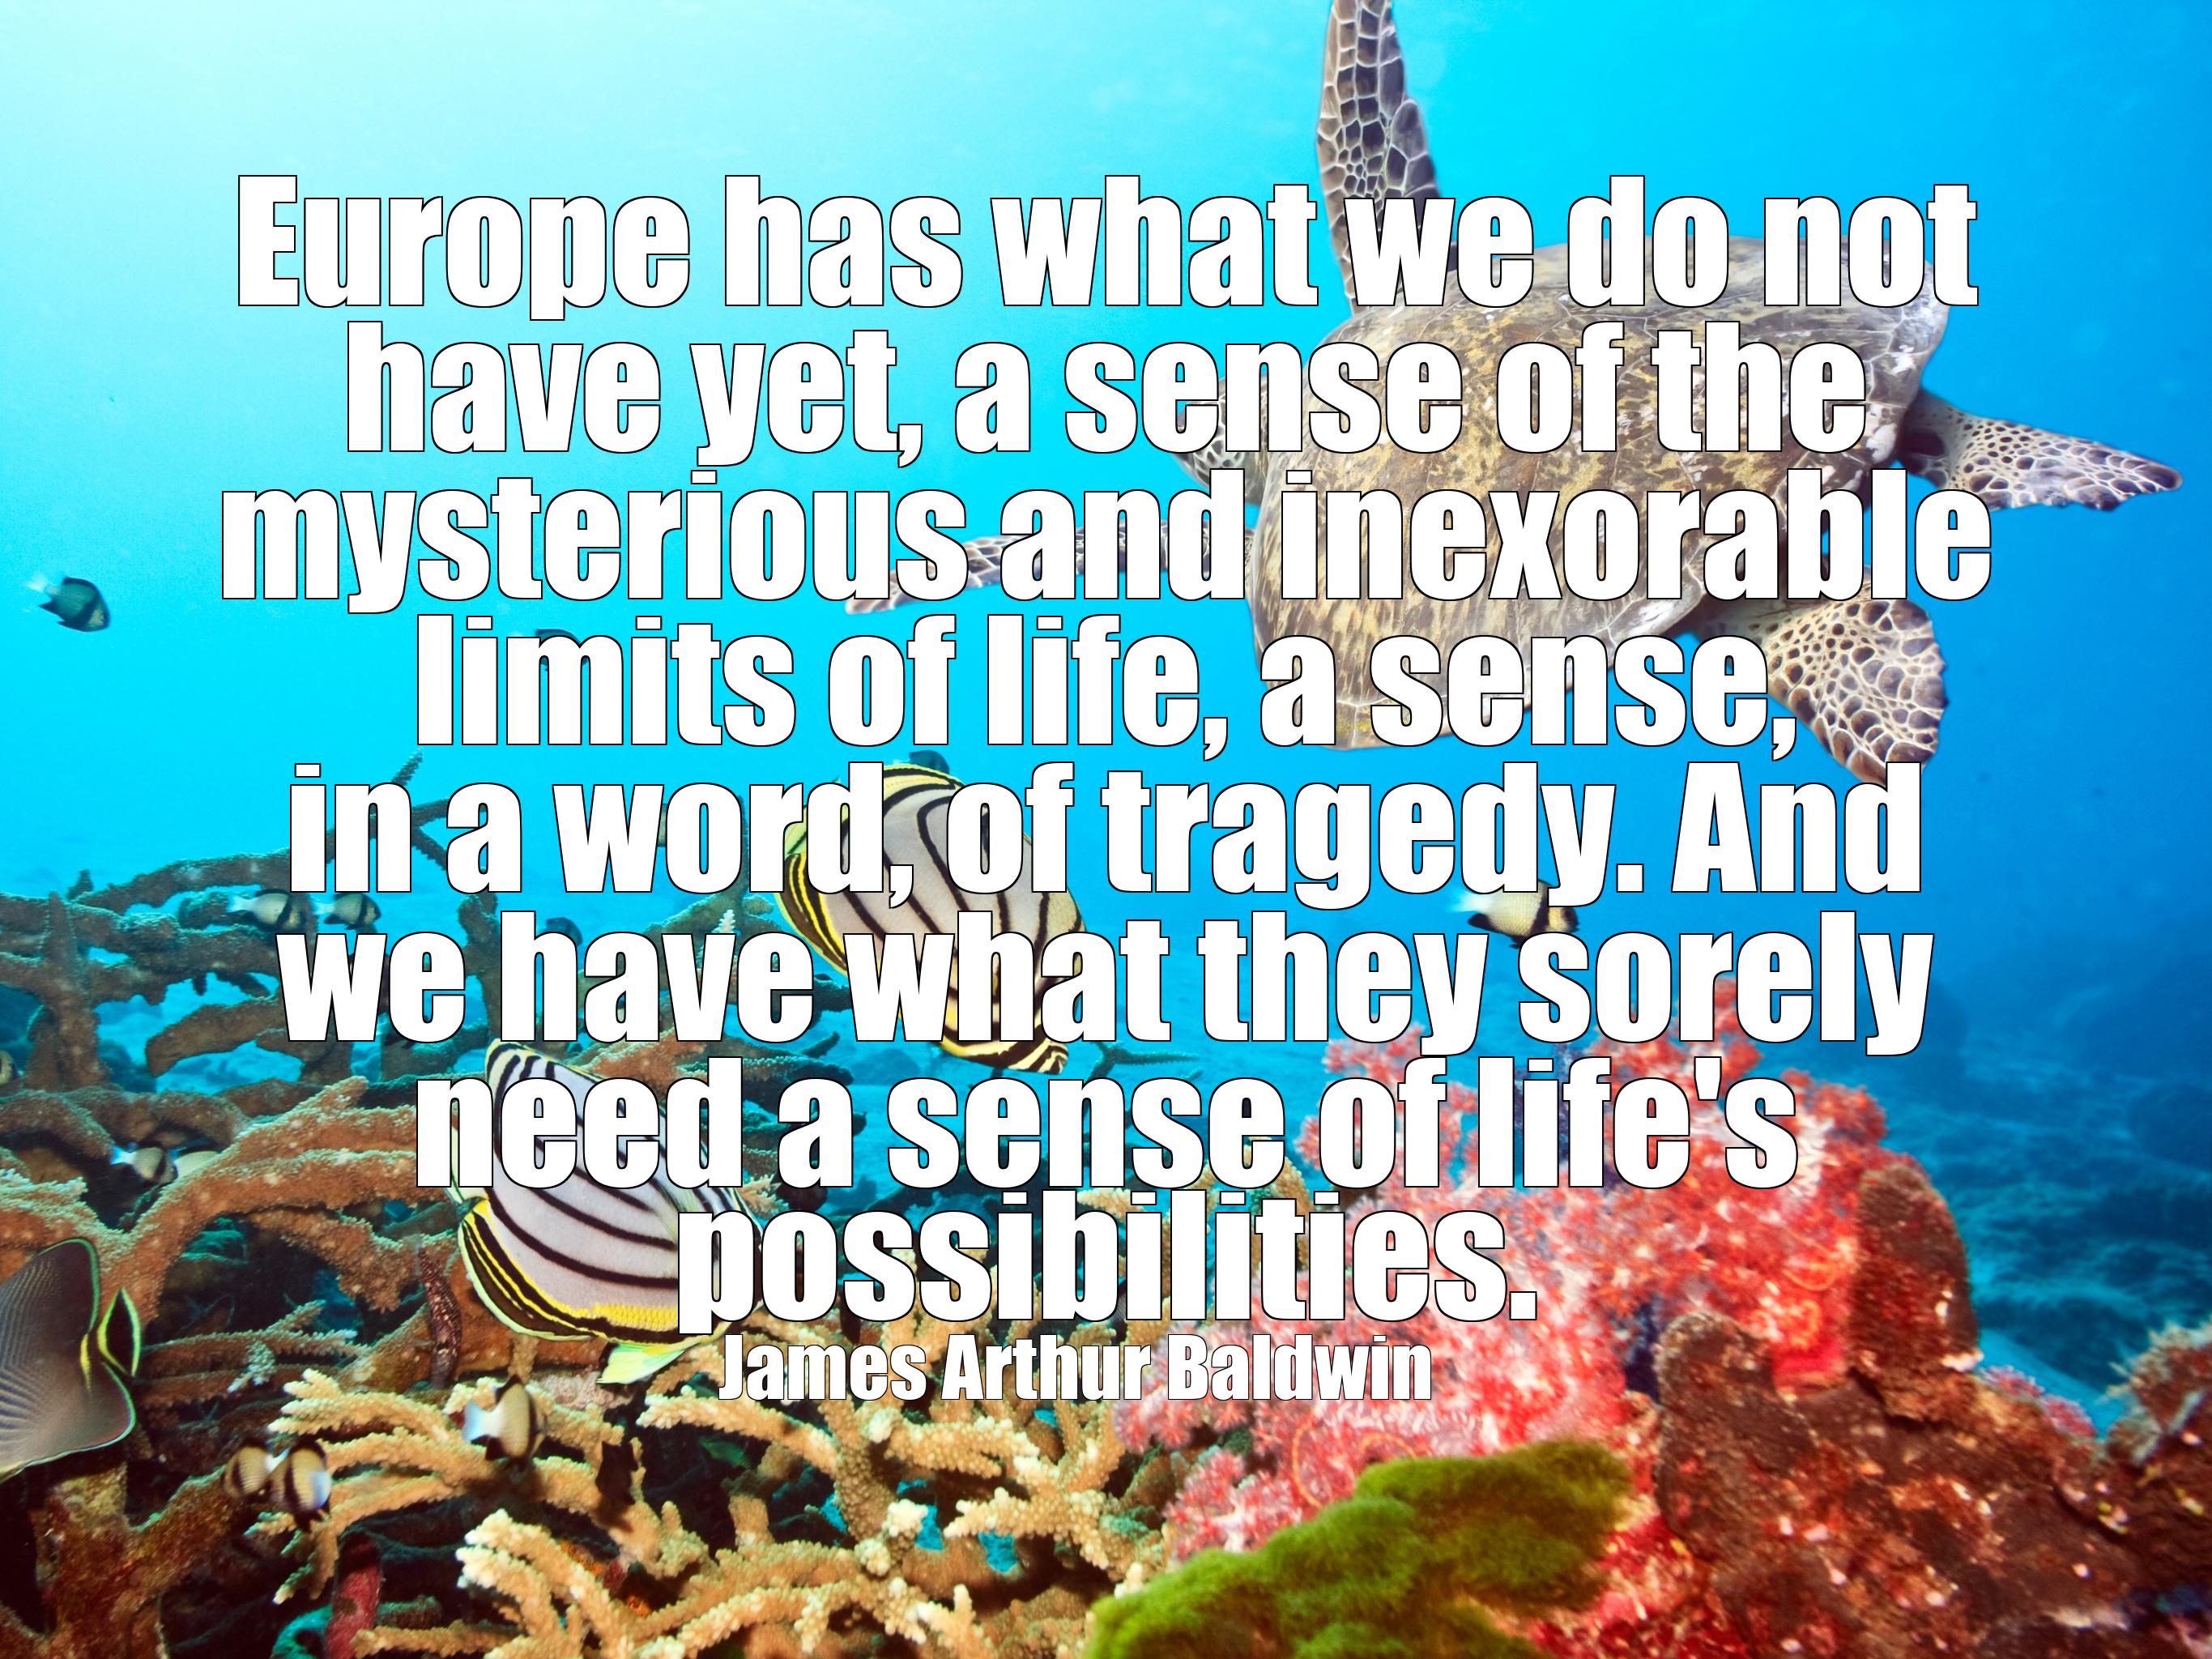 Europe has what we do not
have yet, a sense of the
mysterious and inexorable
limits of life, a sense,
in a word, of tragedy. And
we have what they sorely
need a sense of life's
possibilities.
James Arthur Baldwin